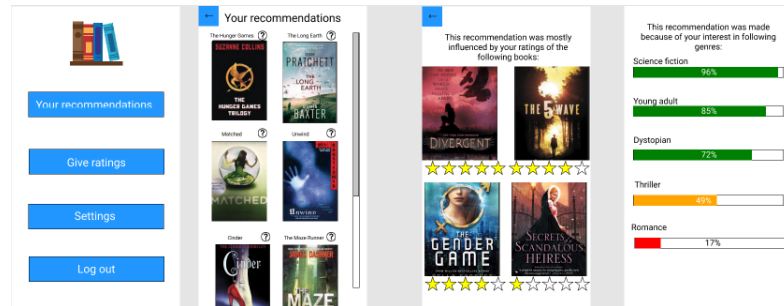 Your recommendations
Give ratings
Settings
Log out
←
Your recommendations
The Hunger Games ?
The Long Earth ?
SUZANNE COLLINS
THE
HUNGER GAMES
TRILOGY
TERRY
PRATCHETT
THE
LONG
EARTH
STEPHEN
BAXTER
Matched ?
Unwind ?
MATCHED
Unwind
Cinder ?
The Maze Runner ?
Cinder
JAMES DASHNER
THE
MAZE
←
This recommendation was mostly
influenced by your ratings of the
following books:
DIVERGENT
THE 5 WAVE
THE
GENDER
GAME
SECRETS
SCANDALOUS
HEIRESS
This recommendation was made
because of your interest in following
genres:
Science fiction
96%
Young adult
85%
Dystopian
72%
Thriller
49%
Romance
17%